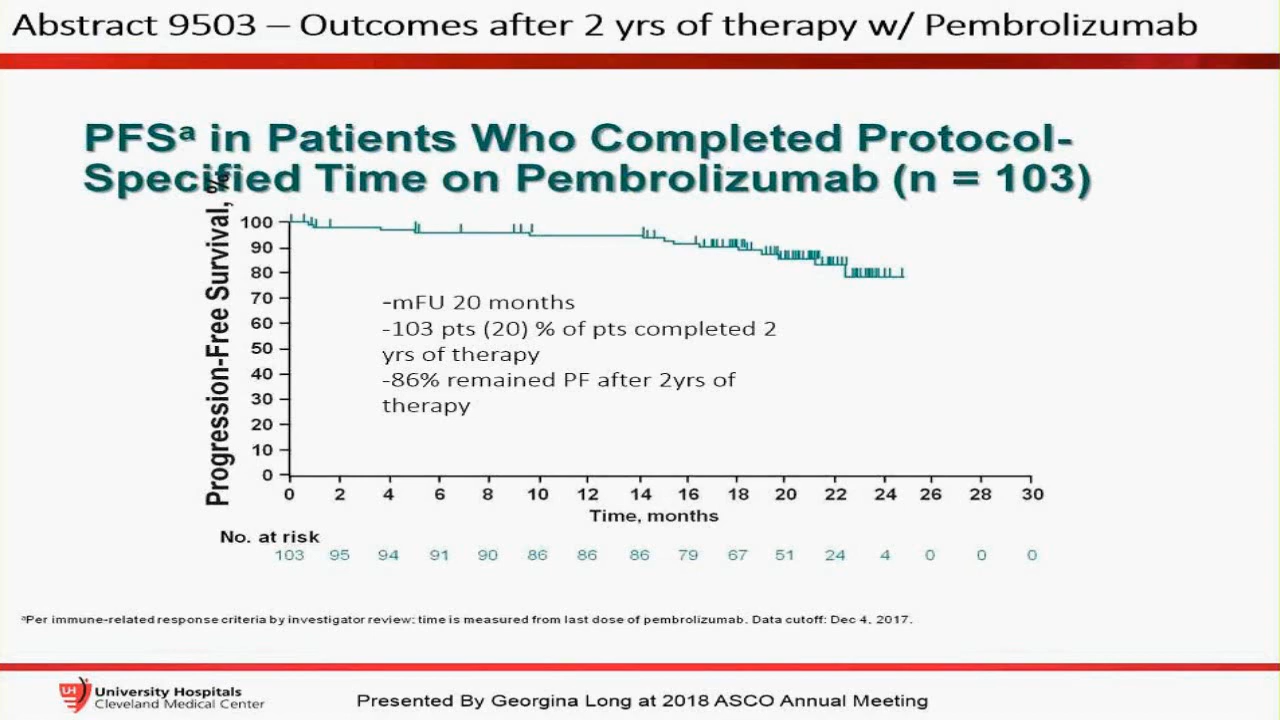 Abstract 9503 – Outcomes after 2 yrs of therapy w/ Pembrolizumab
PFSª in Patients Who Completed Protocol-
Specified Time on Pembrolizumab (n = 103)
Progression-Free Survival, %
100
90
80
70
60
50
40
30
20
10
0
-mFU 20 months
-103 pts (20) % of pts completed 2
yrs of therapy
-86% remained PF after 2yrs of
therapy
0 2 4 6 8 10 12 14 16 18 20 22 24 26 28 30
Time, months
No. at risk
103 95 94 91 90 86 86 86 79 67 51 24 4 0 0 0
ªPer immune-related response criteria by investigator review; time is measured from last dose of pembrolizumab. Data cutoff: Dec 4, 2017.
UH
University Hospitals
Cleveland Medical Center
Presented By Georgina Long at 2018 ASCO Annual Meeting